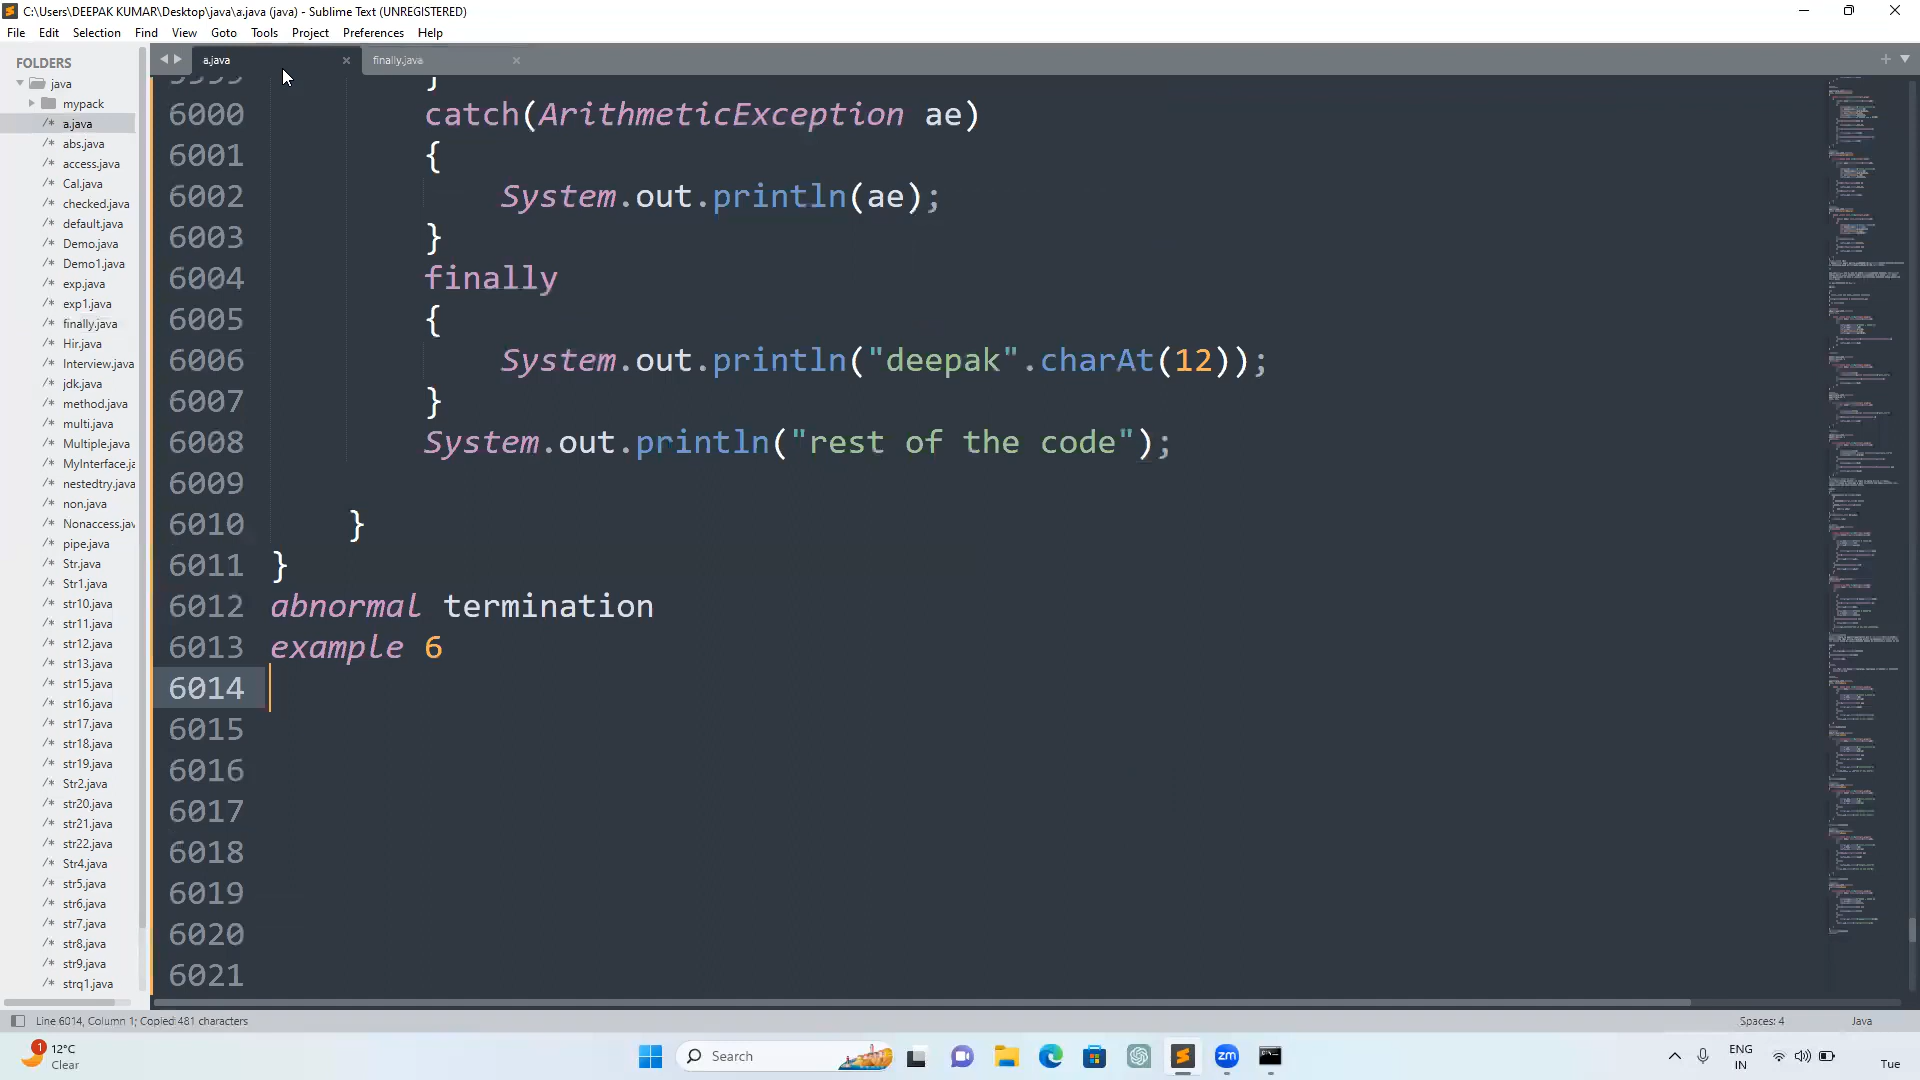 C:\Users\DEEPAK KUMAR\Desktop\java\a.java (java) - Sublime Text (UNREGISTERED)
File Edit Selection Find View Goto Tools Project Preferences Help
FOLDERS
java
mypack
/* a.java
/* abs.java
/* access.java
/* Cal.java
/* checked.java
/* default.java
/* Demo.java
/* Demo1.java
/* exp.java
/* exp1.java
/* finally.java
/* Hir.java
/* Interview.java
/* jdk.java
/* method.java
/* multi.java
/* Multiple.java
/* MyInterface.ja
/* nestedtry.java
/* non.java
/* Nonaccess.jav
/* pipe.java
/* Str.java
/* Str1.java
/* str10.java
/* str11.java
/* str12.java
/* str13.java
/* str15.java
/* str16.java
/* str17.java
/* str18.java
/* str19.java
/* Str2.java
/* str20.java
/* str21.java
/* str22.java
/* Str4.java
/* str5.java
/* str6.java
/* str7.java
/* str8.java
/* str9.java
/* strq1.java
a.java × finally.java ×
5999 }
6000 catch(ArithmeticException ae)
6001 {
6002 System.out.println(ae);
6003 }
6004 finally
6005 {
6006 System.out.println("deepak".charAt(12));
6007 }
6008 System.out.println("rest of the code");
6009
6010 }
6011 }
6012 abnormal termination
6013 example 6
6014
6015
6016
6017
6018
6019
6020
6021
Line 6014, Column 1; Copied 481 characters
Spaces: 4 Java
1
12°C
Clear
Search
zm
ENG
IN
Tue